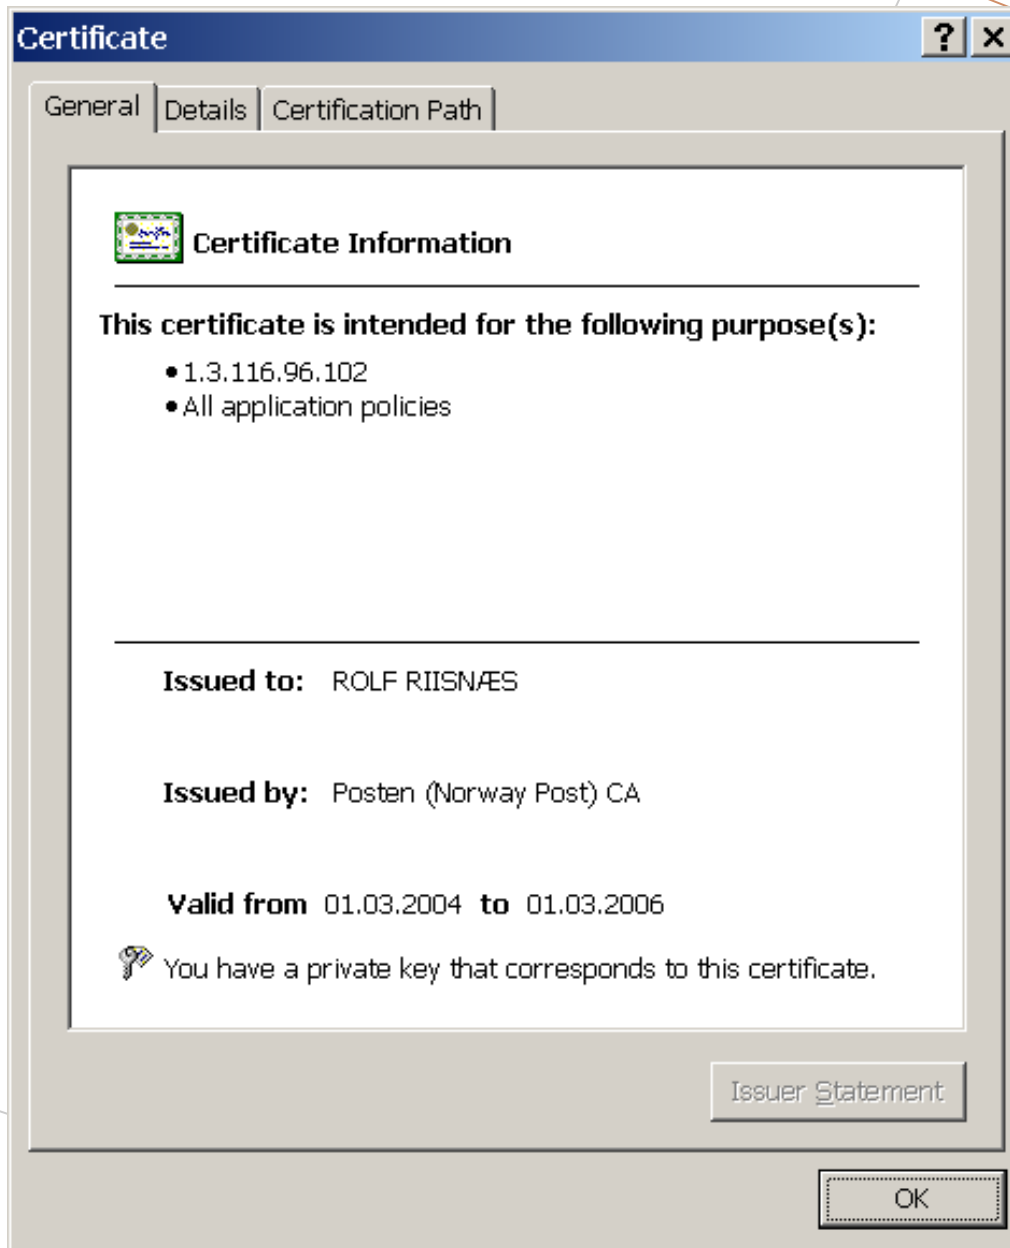 Certificate
General Details Certification Path
Certificate Information
This certificate is intended for the following purpose(s):
•1.3.116.96.102
•All application policies
Issued to: ROLF RIISNÆS
Issued by: Posten (Norway Post) CA
Valid from 01.03.2004 to 01.03.2006
You have a private key that corresponds to this certificate.
Issuer Statement
OK